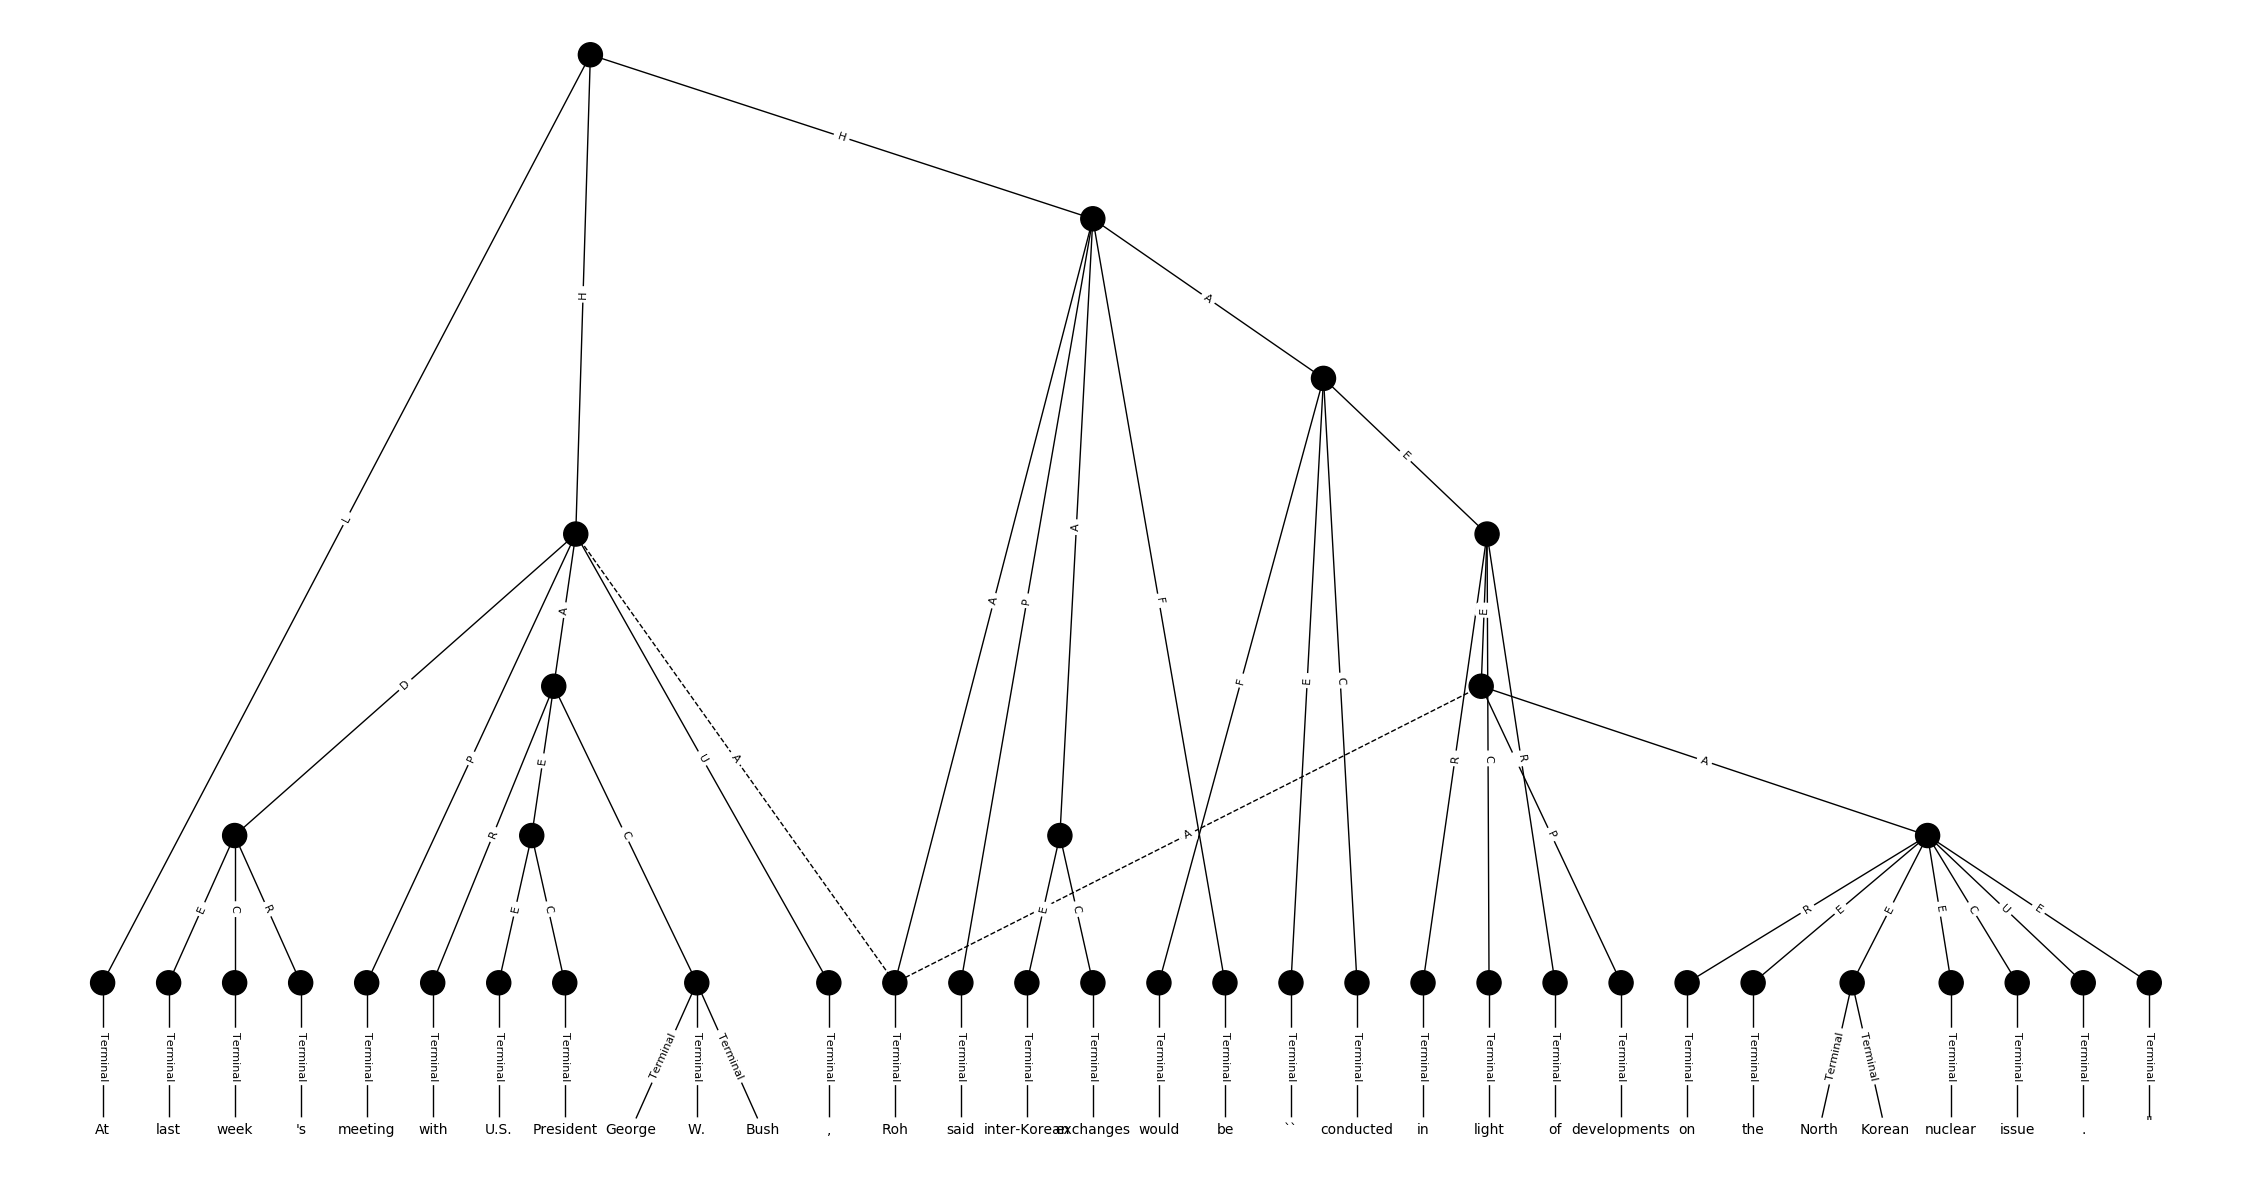 H
A
H
E
L
E
A
A
A P F
F E C
D
P E U A R C R A
R C A P
E C R E C E C R E E E C U E
Terminal Terminal Terminal Terminal Terminal Terminal Terminal Terminal Terminal Terminal Terminal Terminal Terminal Terminal Terminal Terminal Terminal Terminal Terminal Terminal Terminal Terminal Terminal Terminal Terminal Terminal Terminal Terminal Terminal Terminal Terminal Terminal
At last week 's meeting with U.S. President George W. Bush , Roh said inter-Korean exchanges would be `` conducted in light of developments on the North Korean nuclear issue . "